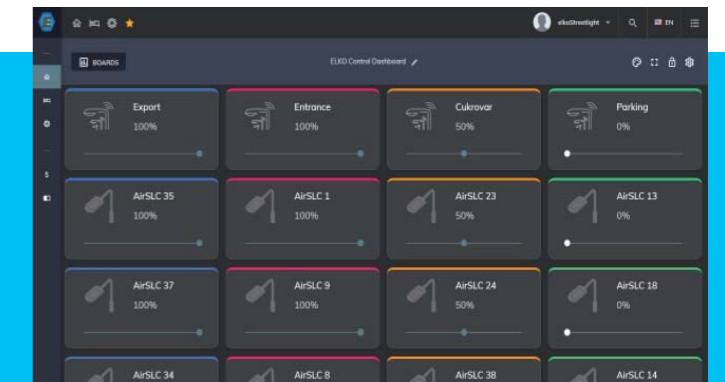 elkoStreetlight EN
BOARDS ELKO Control Dashboard
Export Entrance Cukrovar Parking
100% 100% 50% 0%
AirSLC 35 AirSLC 1 AirSLC 23 AirSLC 13
100% 100% 50% 0%
AirSLC 37 AirSLC 9 AirSLC 24 AirSLC 18
100% 100% 50% 0%
AirSLC 34 AirSLC 8 AirSLC 38 AirSLC 14